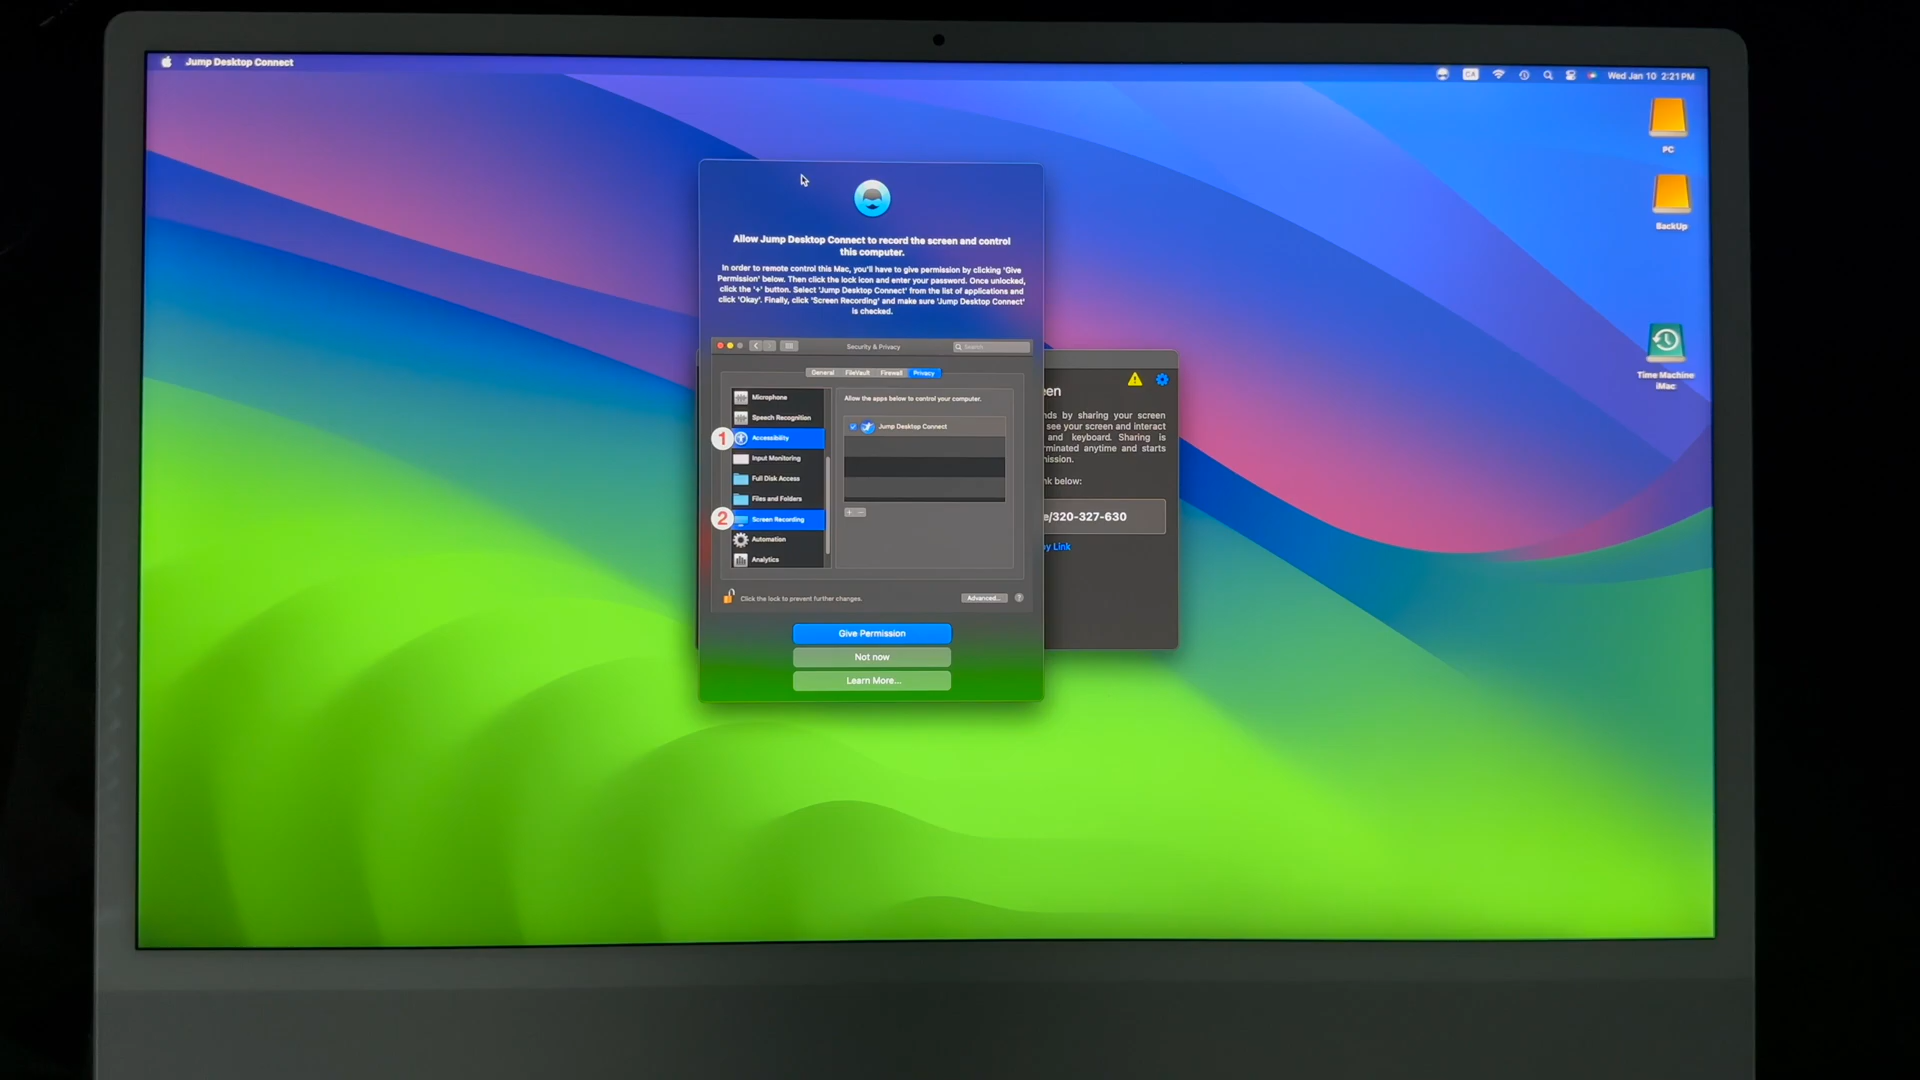 Jump Desktop Connect
CA
Wed Jan 10 2:21 PM
PC
BackUp
Time Machine
iMac
Allow Jump Desktop Connect to record the screen and control
this computer.
In order to remote control this Mac, you'll have to give permission by clicking 'Give
Permission' below. Then click the lock icon and enter your password. Once unlocked,
click the '+' button. Select 'Jump Desktop Connect' from the list of applications and
click 'Okay'. Finally, click 'Screen Recording' and make sure 'Jump Desktop Connect'
is checked.
Security & Privacy
Search
General FileVault Firewall Privacy
Microphone
Speech Recognition
1 Accessibility
Input Monitoring
Full Disk Access
Files and Folders
2 Screen Recording
Automation
Analytics
Allow the apps below to control your computer.
Jump Desktop Connect
+ −
Click the lock to prevent further changes.
Advanced... ?
Give Permission
Not now
Learn More...
een
nds by sharing your screen
see your screen and interact
and keyboard. Sharing is
minated anytime and starts
ission.
nk below:
e/320-327-630
y Link